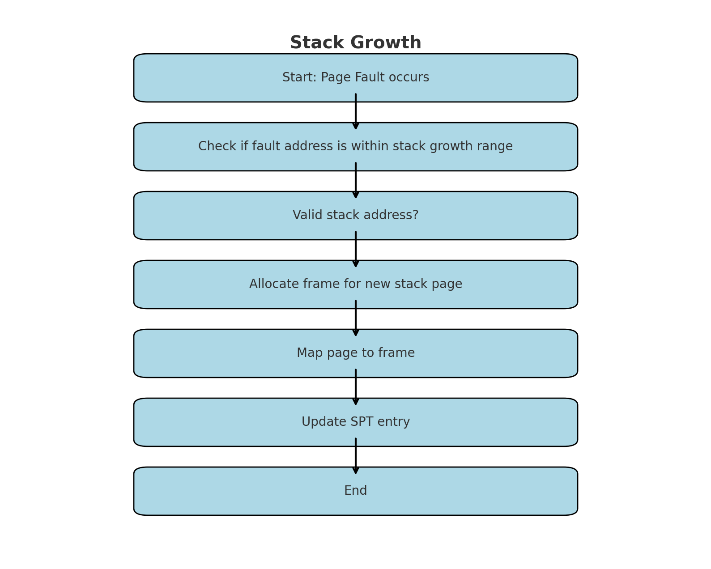 Stack Growth
Start: Page Fault occurs
Check if fault address is within stack growth range
Valid stack address?
Allocate frame for new stack page
Map page to frame
Update SPT entry
End